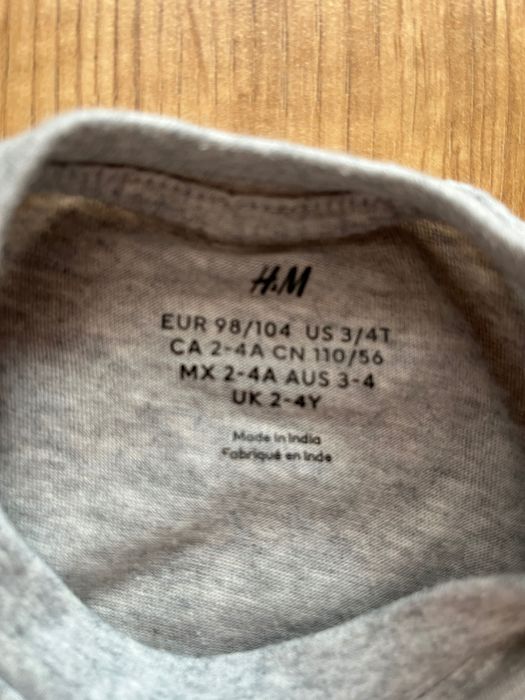 H&M
EUR 98/104 US 3/4T
CA 2-4A CN 110/56
MX 2-4A AUS 3-4
UK 2-4Y
Made in India
Fabriqué en Inde